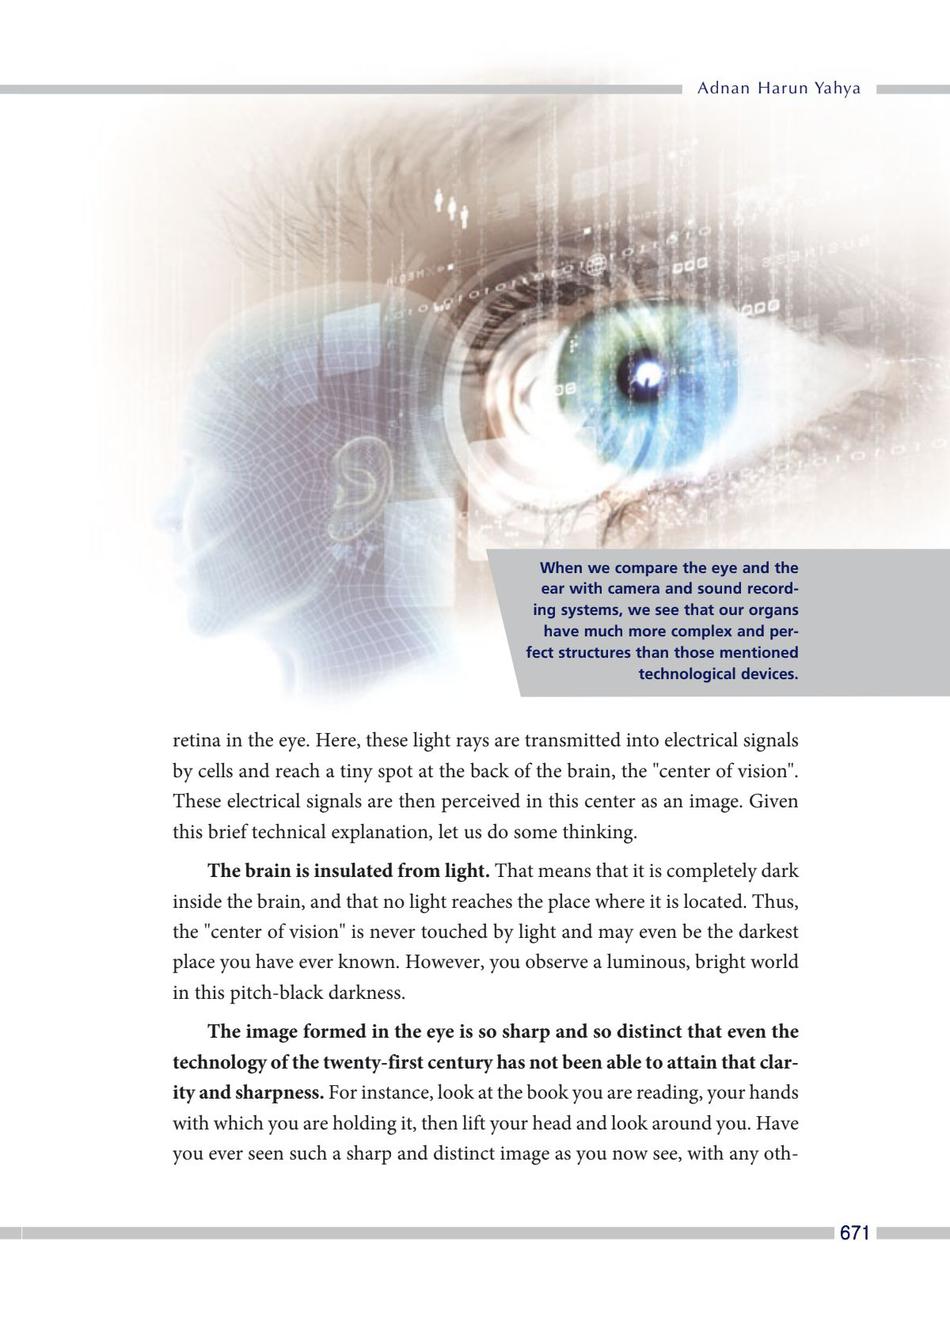 Adnan Harun Yahya
BUSINESS
When we compare the eye and the
ear with camera and sound record-
ing systems, we see that our organs
have much more complex and per-
fect structures than those mentioned
technological devices.
retina in the eye. Here, these light rays are transmitted into electrical signals
by cells and reach a tiny spot at the back of the brain, the "center of vision".
These electrical signals are then perceived in this center as an image. Given
this brief technical explanation, let us do some thinking.
The brain is insulated from light. That means that it is completely dark
inside the brain, and that no light reaches the place where it is located. Thus,
the "center of vision" is never touched by light and may even be the darkest
place you have ever known. However, you observe a luminous, bright world
in this pitch-black darkness.
The image formed in the eye is so sharp and so distinct that even the
technology of the twenty-first century has not been able to attain that clar-
ity and sharpness. For instance, look at the book you are reading, your hands
with which you are holding it, then lift your head and look around you. Have
you ever seen such a sharp and distinct image as you now see, with any oth-
671